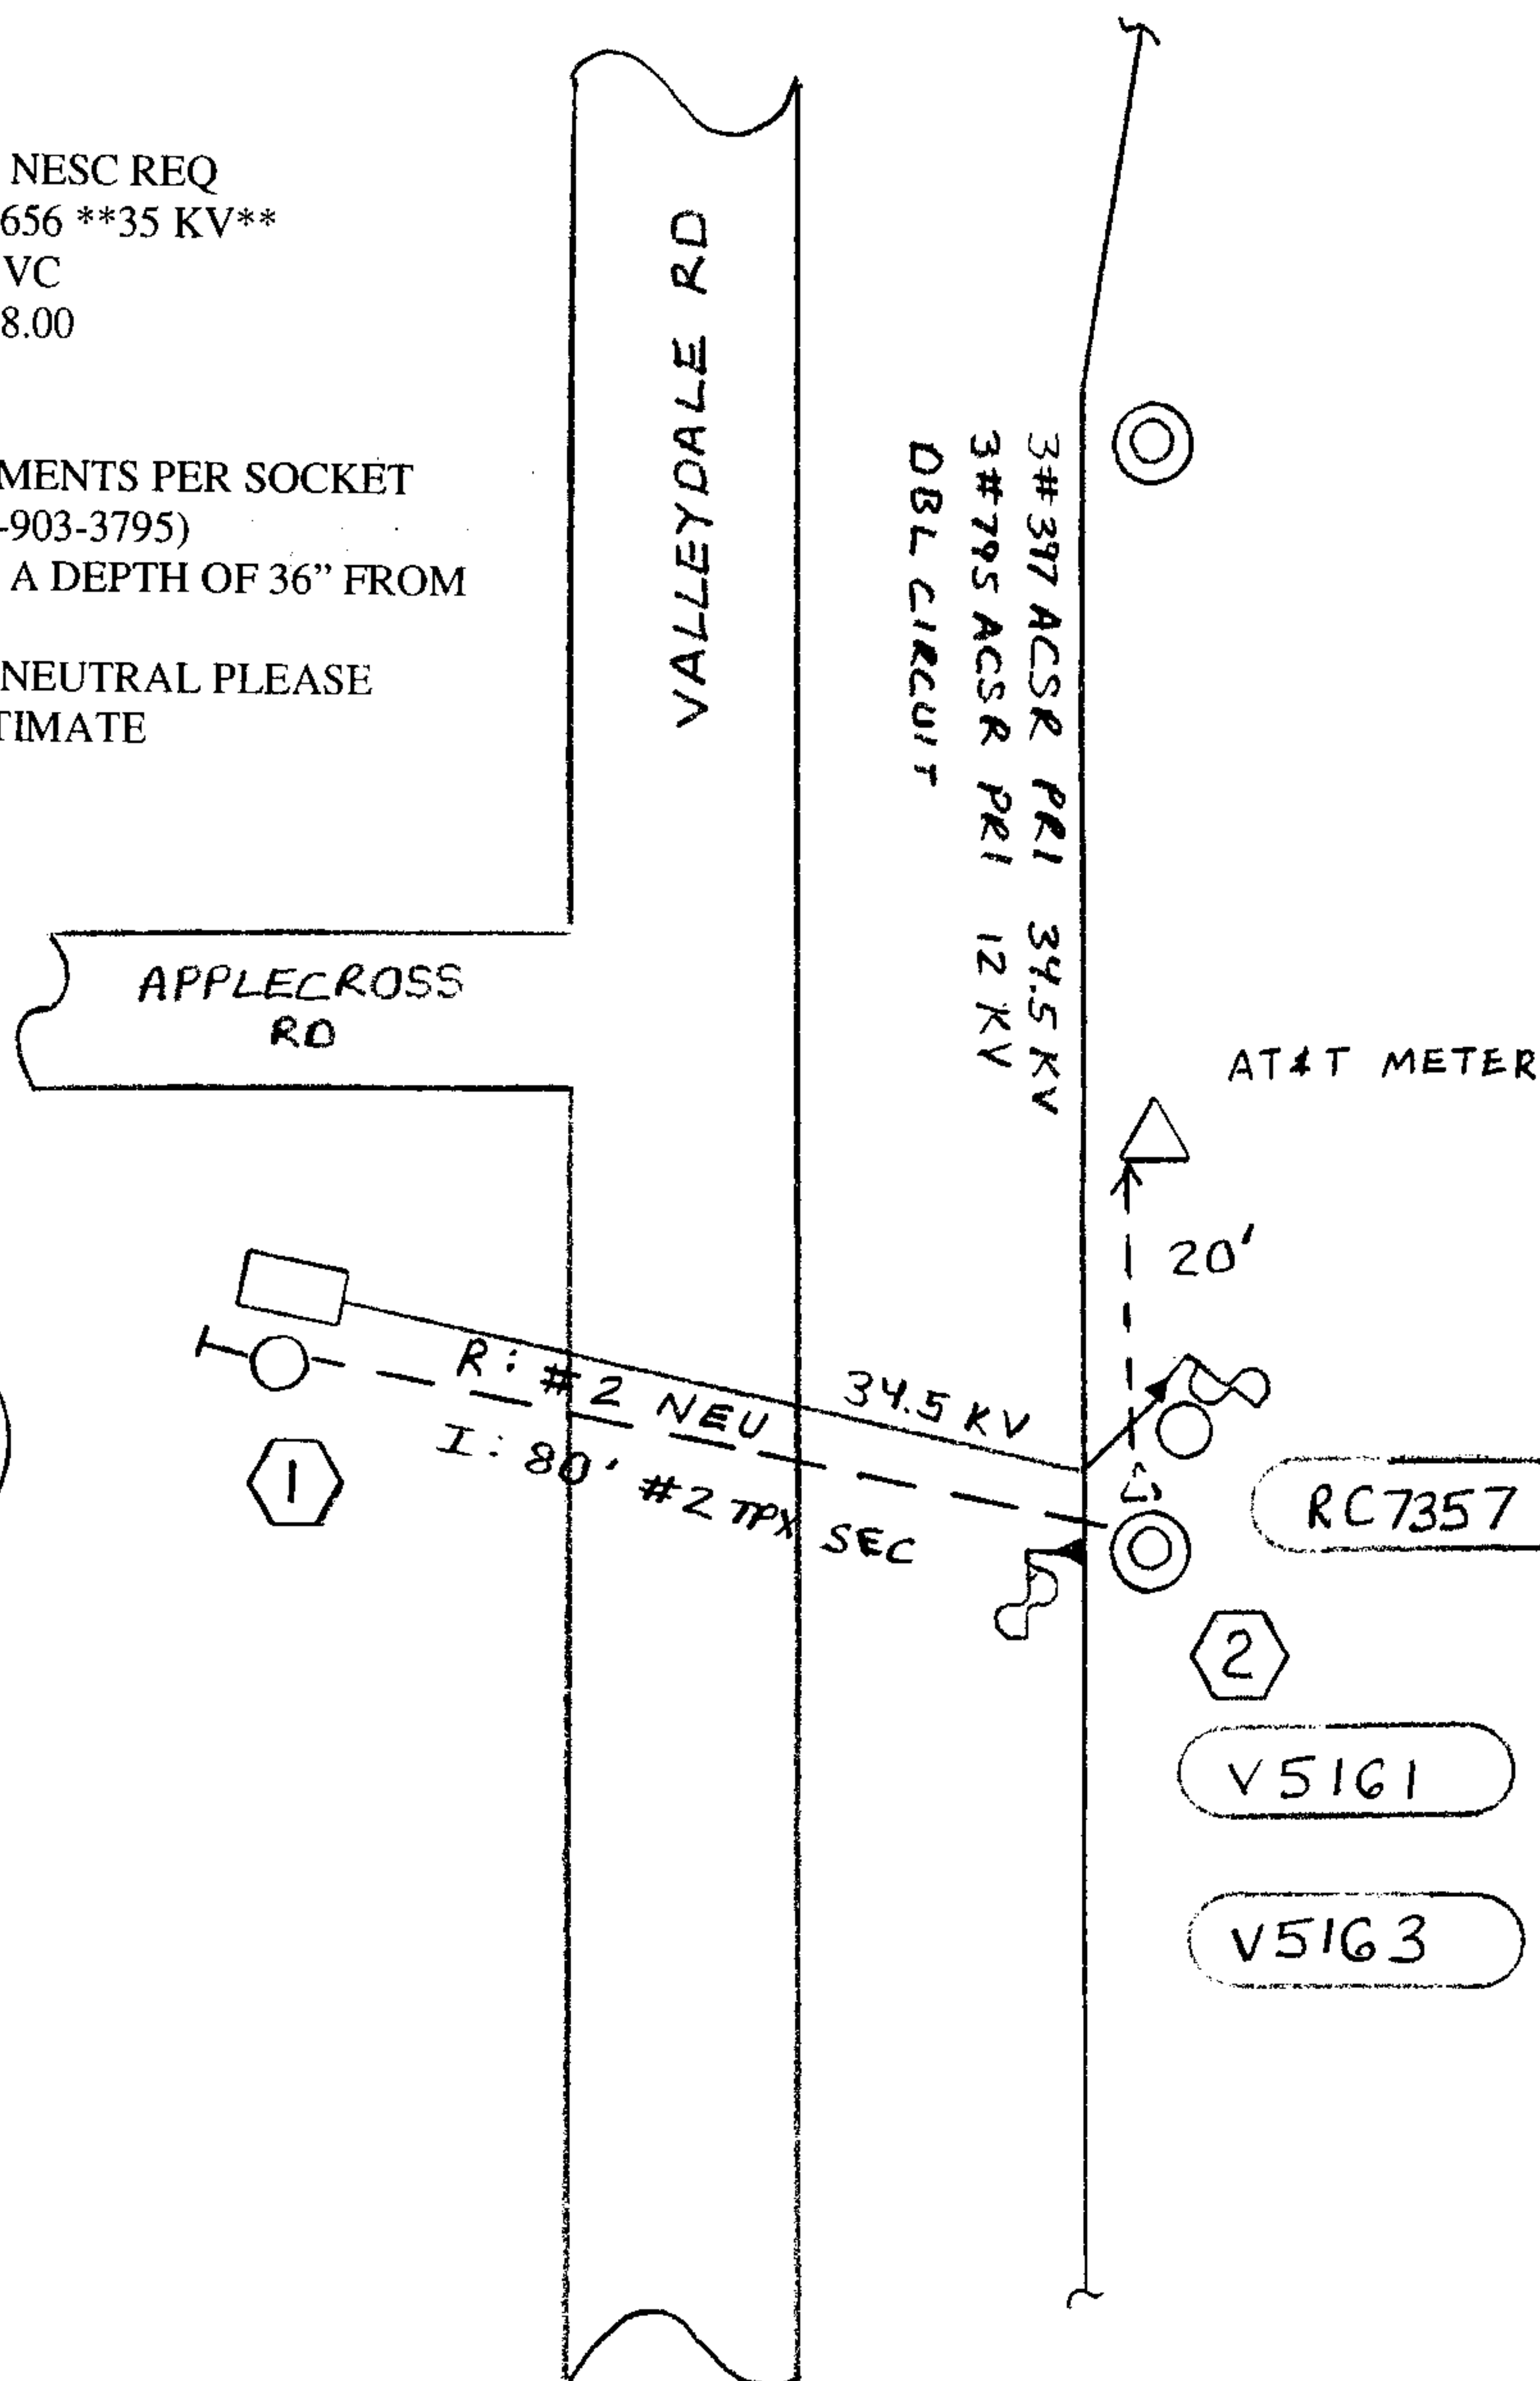 NESC REQ
656 **35 KV**
VC
8.00
MENTS PER SOCKET
-903-3795)
A DEPTH OF 36” FROM
NEUTRAL PLEASE
TIMATE
VALLEYDALE RD
3#397 ACSR PRI 34.5 KV
3#795 ACSR PRI 12 KV
DBL CIRCUIT
APPLECROSS
RD
AT&T METER
20'
R: #2 NEU
34.5 KV
I: 80' #2 TPX SEC
1
RC7357
2
V5161
V5163